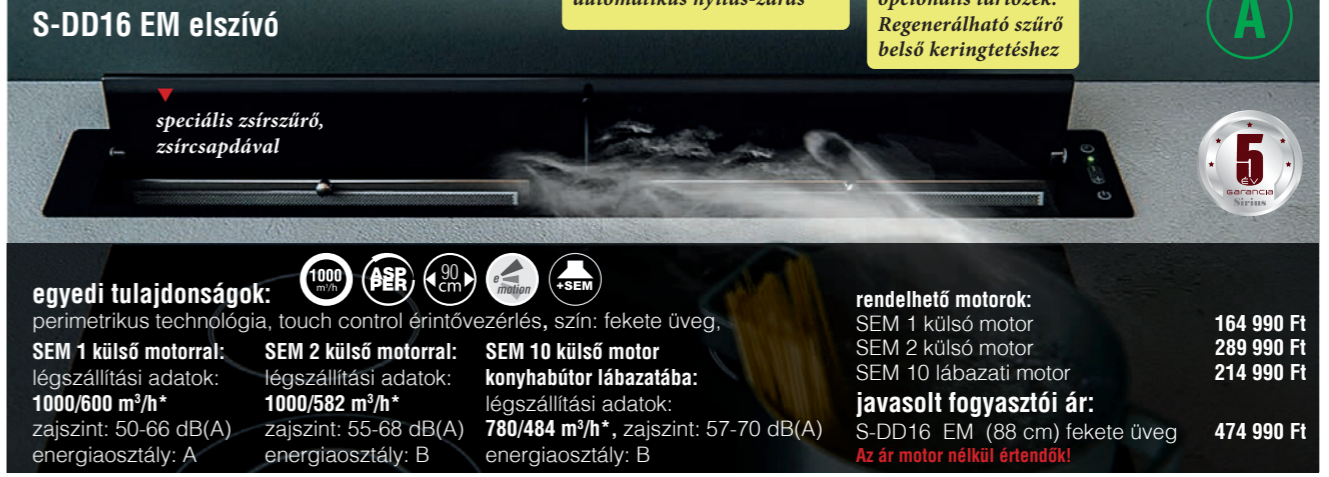 automatikus nyitás-zárás
opcionális tartozék:
Regenerálható szűrő
belső keringtetéshez
A
S-DD16 EM elszívó
speciális zsírszűrő,
zsírcsapdával
5
ÉV
Garancia
Sirius
egyedi tulajdonságok:
1000
m³/h
ASP
PER
90
cm
e
motion
+SEM
perimetrikus technológia, touch control érintővezérlés, szín: fekete üveg,
SEM 1 külső motorral:
légszállítási adatok:
1000/600 m³/h*
zajszint: 50-66 dB(A)
energiaosztály: A
SEM 2 külső motorral:
légszállítási adatok:
1000/582 m³/h*
zajszint: 55-68 dB(A)
energiaosztály: B
SEM 10 külső motor
konyhabútor lábazatába:
légszállítási adatok:
780/484 m³/h*, zajszint: 57-70 dB(A)
energiaosztály: B
rendelhető motorok:
SEM 1 külsó motor 164 990 Ft
SEM 2 külsó motor 289 990 Ft
SEM 10 lábazati motor 214 990 Ft
javasolt fogyasztói ár:
S-DD16 EM (88 cm) fekete üveg 474 990 Ft
Az ár motor nélkül értendők!